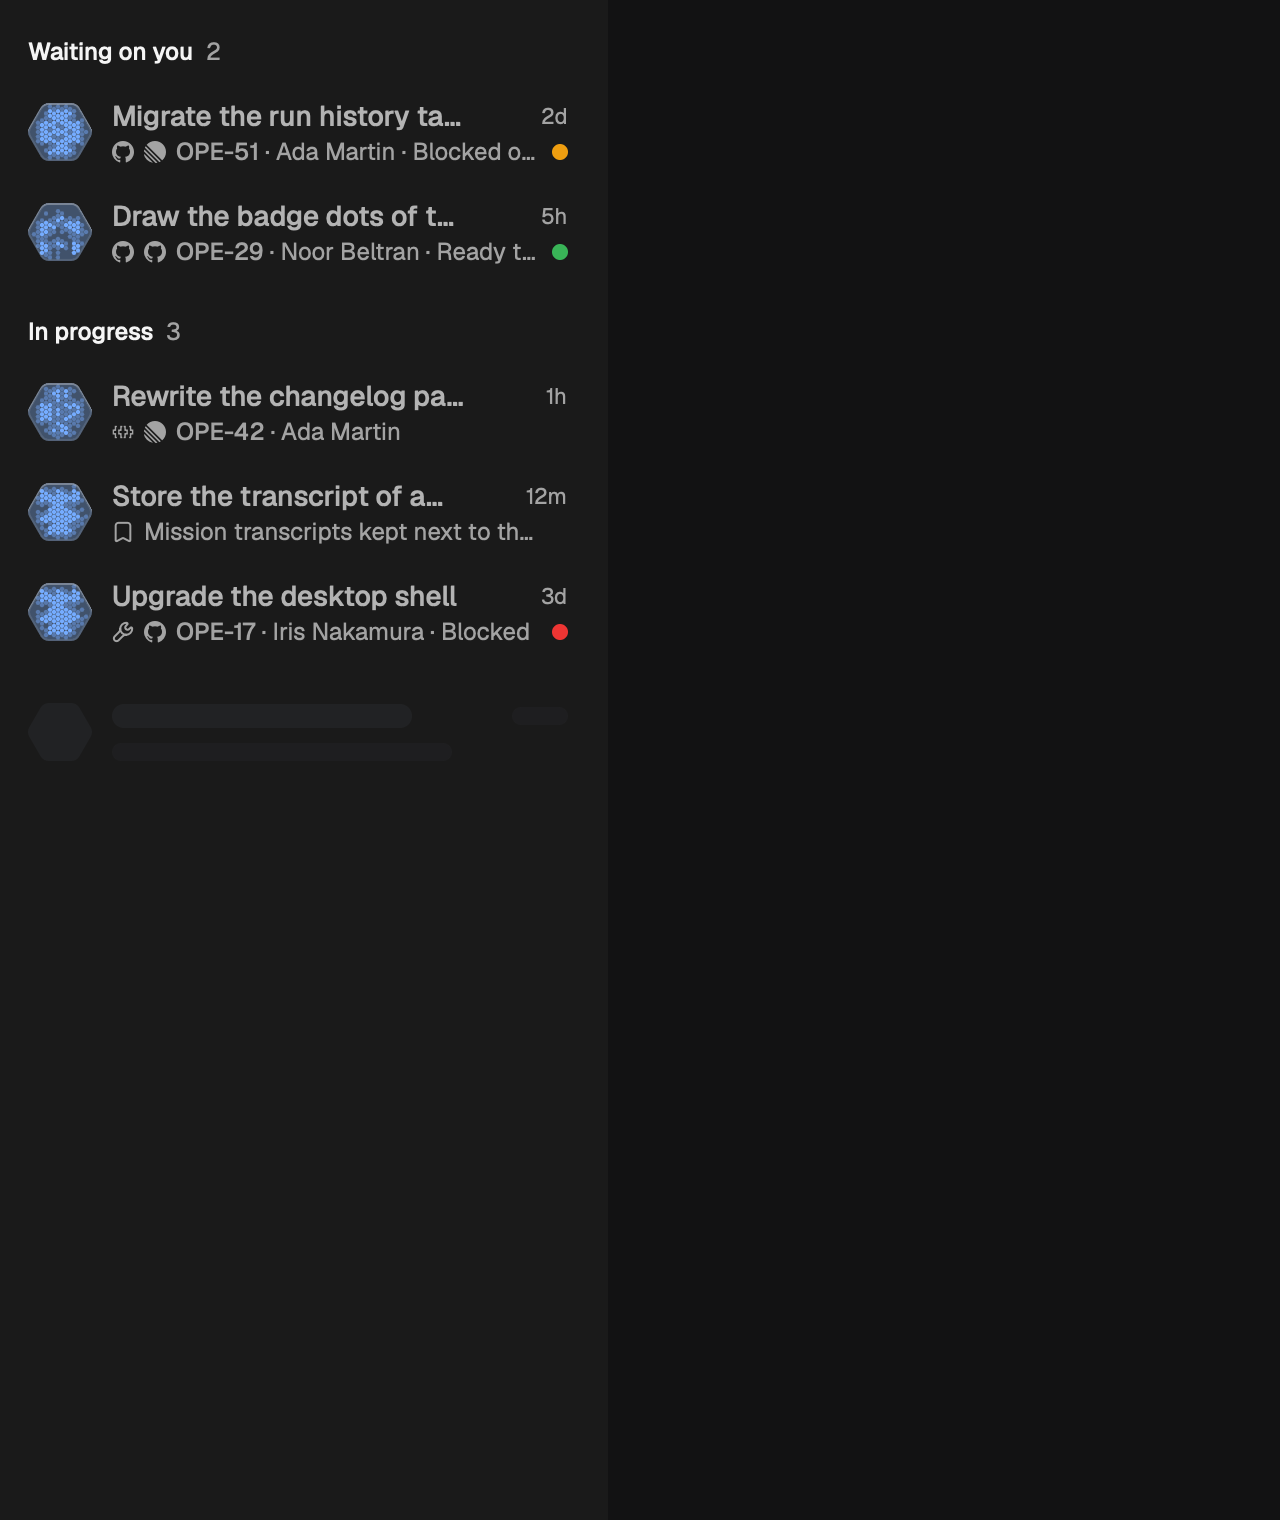 Waiting on you 2
Migrate the run history ta… 2d
OPE-51 · Ada Martin · Blocked o…
Draw the badge dots of t… 5h
OPE-29 · Noor Beltran · Ready t…
In progress 3
Rewrite the changelog pa… 1h
OPE-42 · Ada Martin
Store the transcript of a… 12m
Mission transcripts kept next to th…
Upgrade the desktop shell 3d
OPE-17 · Iris Nakamura · Blocked